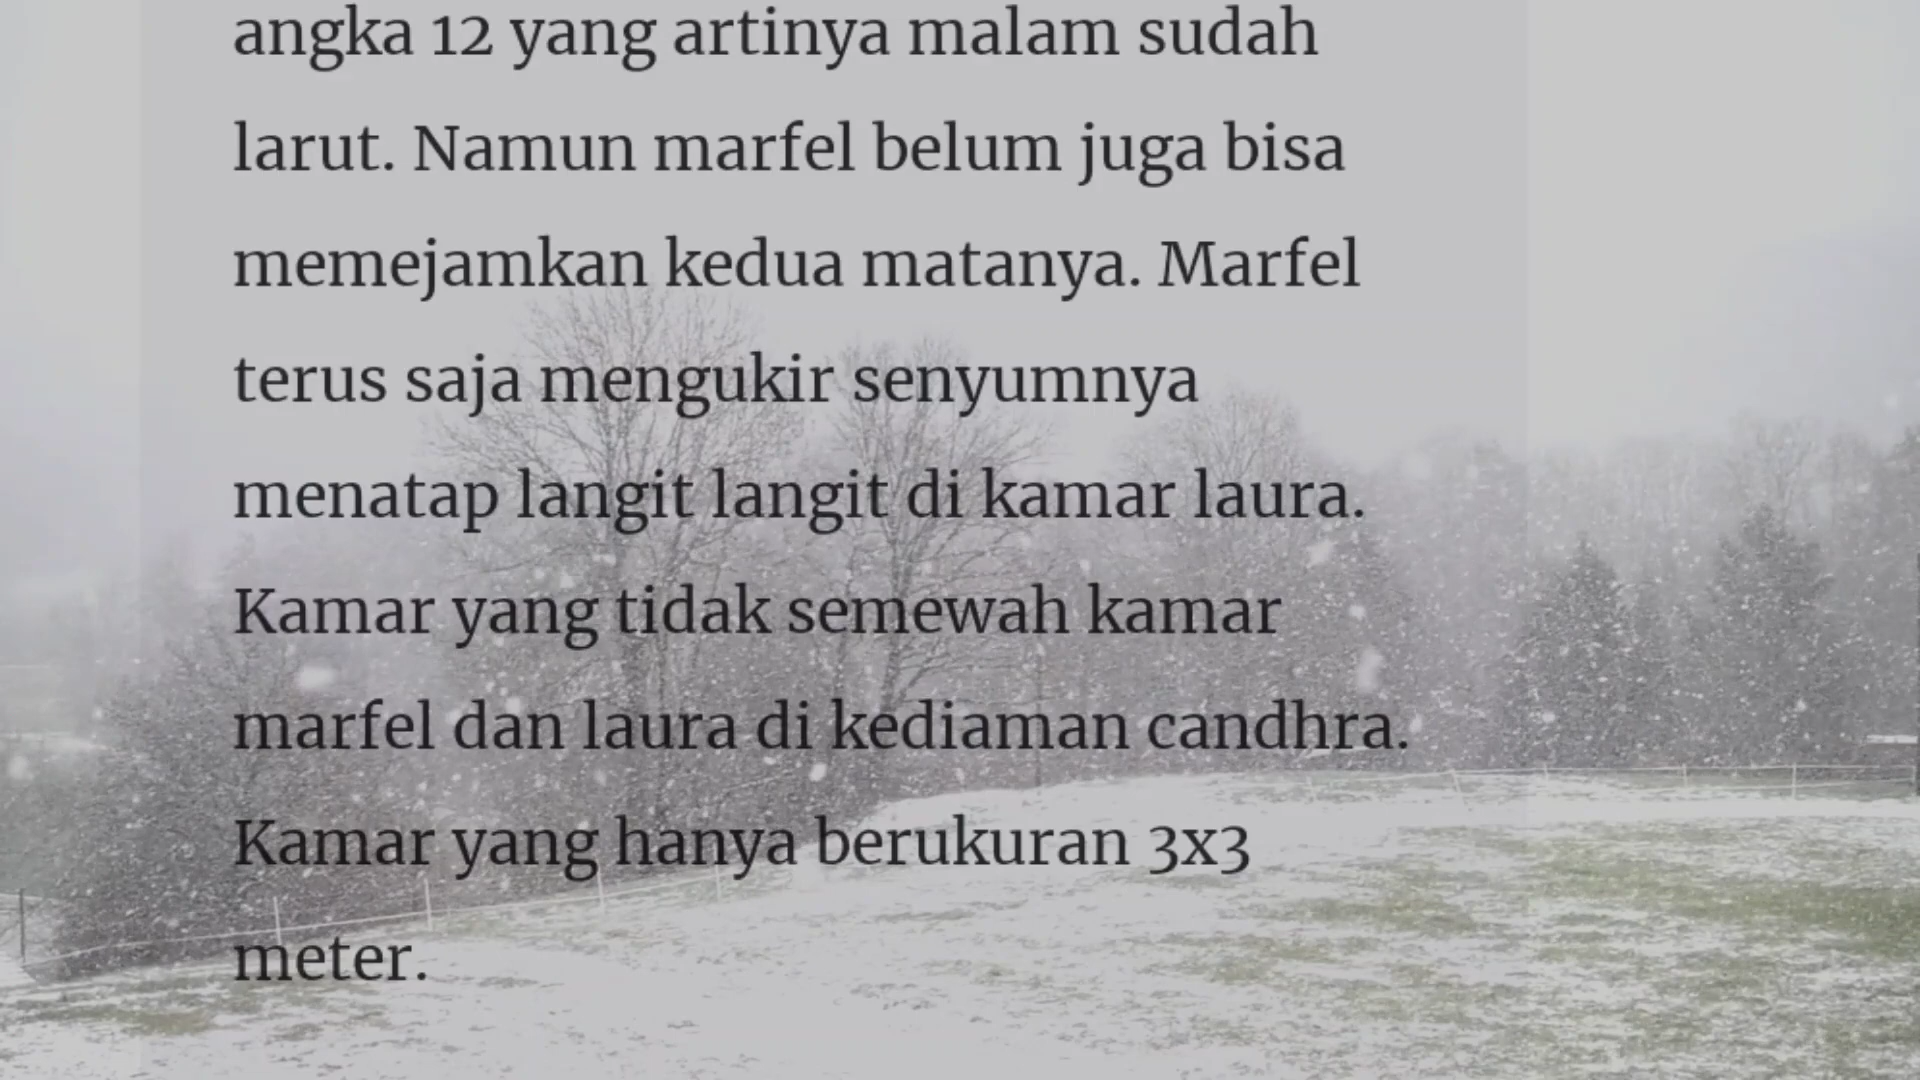 angka 12 yang artinya malam sudah
larut. Namun marfel belum juga bisa
memejamkan kedua matanya. Marfel
terus saja mengukir senyumnya
menatap langit langit di kamar laura.
Kamar yang tidak semewah kamar
marfel dan laura di kediaman candhra.
Kamar yang hanya berukuran 3x3
meter.